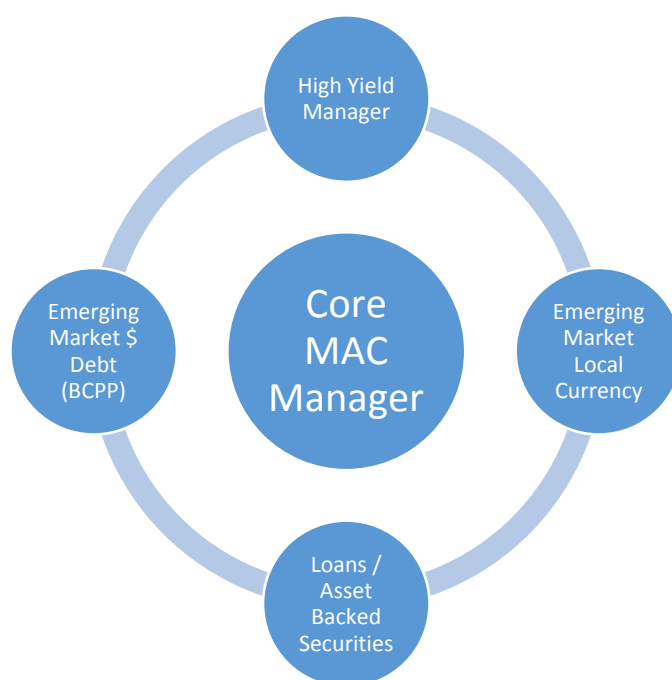 High Yield
Manager
Emerging
Market $
Debt
(BCPP)
Core
MAC
Manager
Emerging
Market
Local
Currency
Loans /
Asset
Backed
Securities